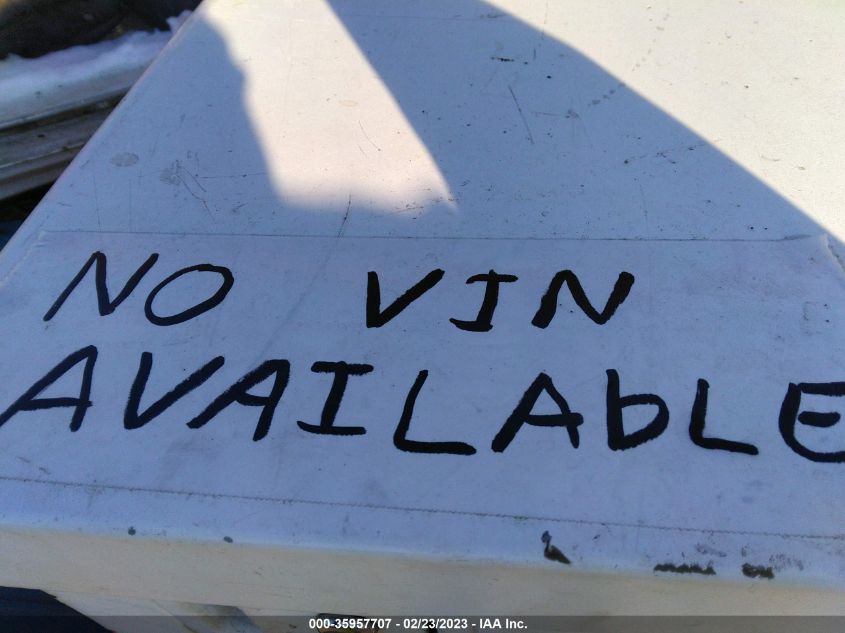 NO VIN
AVAILAbLE
000-35957707 - 02/23/2023 - IAA Inc.